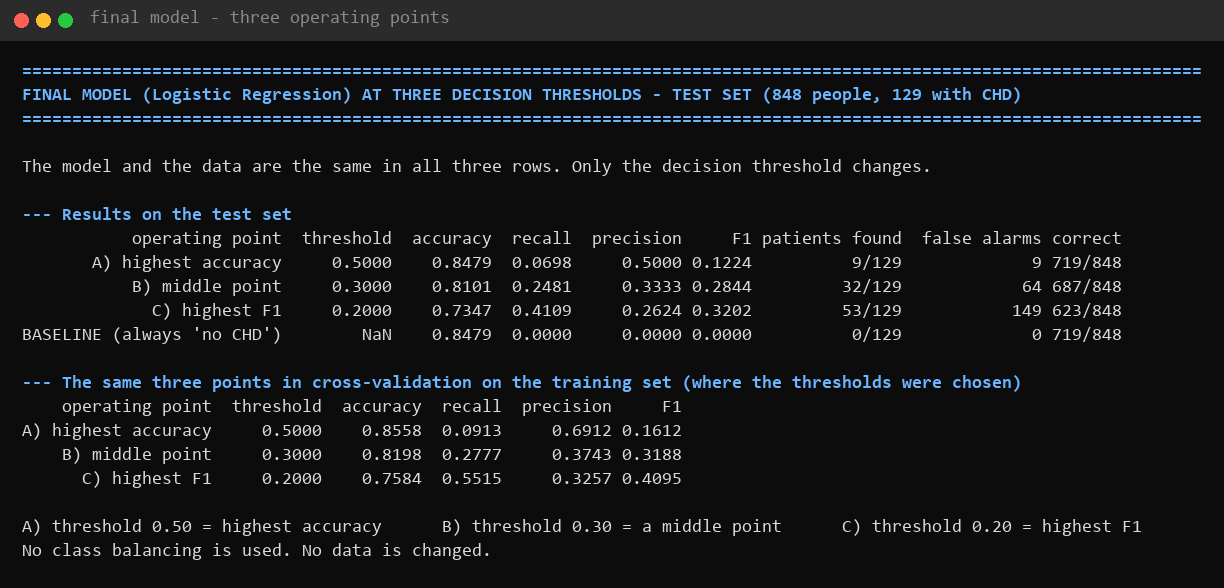 final model - three operating points
======================================================================================================================
FINAL MODEL (Logistic Regression) AT THREE DECISION THRESHOLDS - TEST SET (848 people, 129 with CHD)
======================================================================================================================
The model and the data are the same in all three rows. Only the decision threshold changes.
--- Results on the test set
           operating point  threshold  accuracy  recall  precision     F1 patients found  false alarms correct
       A) highest accuracy     0.5000    0.8479  0.0698     0.5000 0.1224          9/129             9 719/848
           B) middle point     0.3000    0.8101  0.2481     0.3333 0.2844         32/129            64 687/848
             C) highest F1     0.2000    0.7347  0.4109     0.2624 0.3202         53/129           149 623/848
BASELINE (always 'no CHD')        NaN    0.8479  0.0000     0.0000 0.0000          0/129             0 719/848
--- The same three points in cross-validation on the training set (where the thresholds were chosen)
    operating point  threshold  accuracy  recall  precision     F1
A) highest accuracy     0.5000    0.8558  0.0913     0.6912 0.1612
    B) middle point     0.3000    0.8198  0.2777     0.3743 0.3188
      C) highest F1     0.2000    0.7584  0.5515     0.3257 0.4095
A) threshold 0.50 = highest accuracy      B) threshold 0.30 = a middle point      C) threshold 0.20 = highest F1
No class balancing is used. No data is changed.